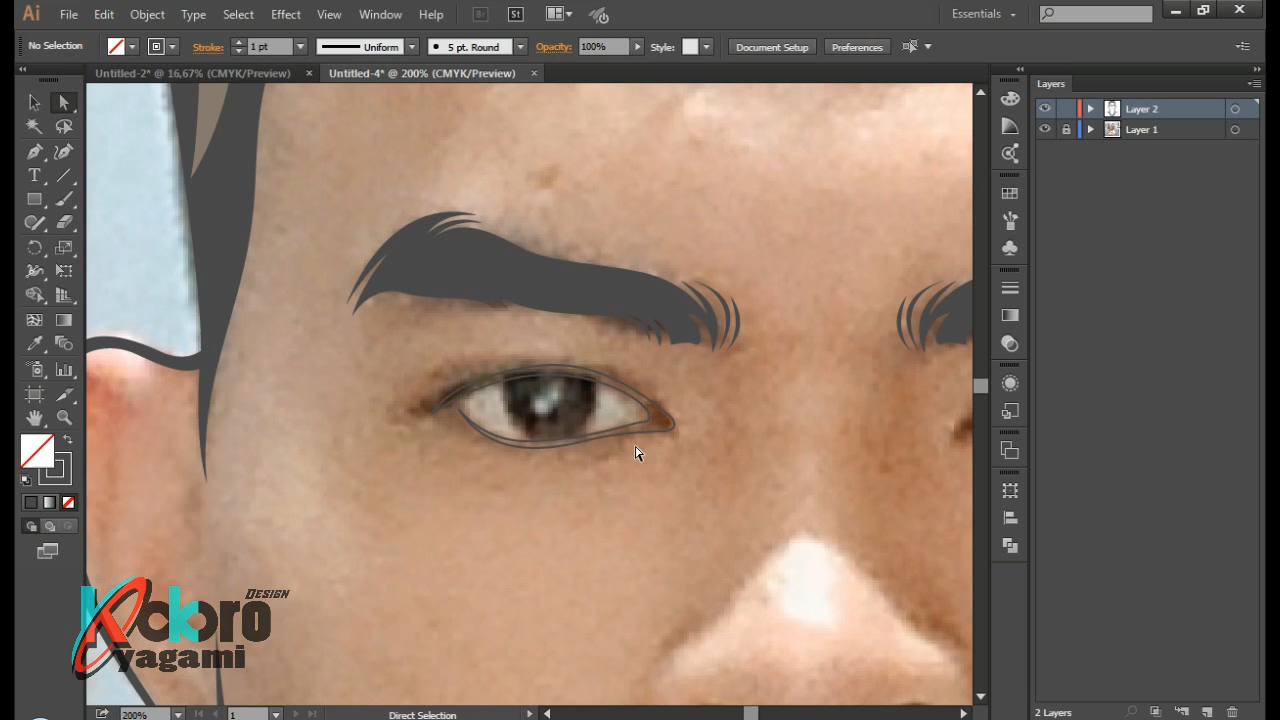 Ai File Edit Object Type Select Effect View Window Help Br St Essentials
No Selection Stroke: 1 pt Uniform 5 pt. Round Opacity: 100% Style: Document Setup Preferences
Untitled-2* @ 16,67% (CMYK/Preview) × Untitled-4* @ 200% (CMYK/Preview) ×
Layers
Layer 2
Layer 1
DESIGN
Kokoro
yagami
200% 1 Direct Selection
2 Layers